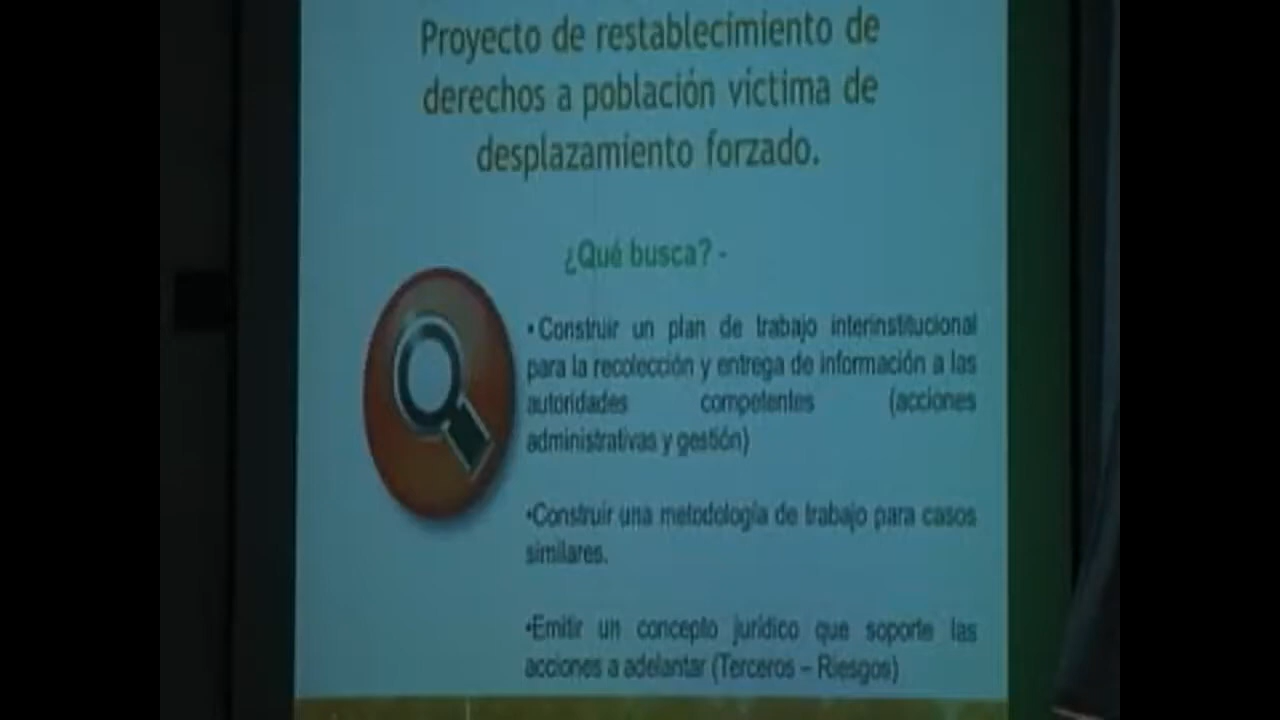 Proyecto de restablecimiento de
derechos a población víctima de
desplazamiento forzado.
¿Qué busca? -
•Construir un plan de trabajo interinstitucional
para la recolección y entrega de información a las
autoridades competentes (acciones
administrativas y gestión)
•Construir una metodología de trabajo para casos
similares.
•Emitir un concepto jurídico que soporte las
acciones a adelantar (Terceros – Riesgos)